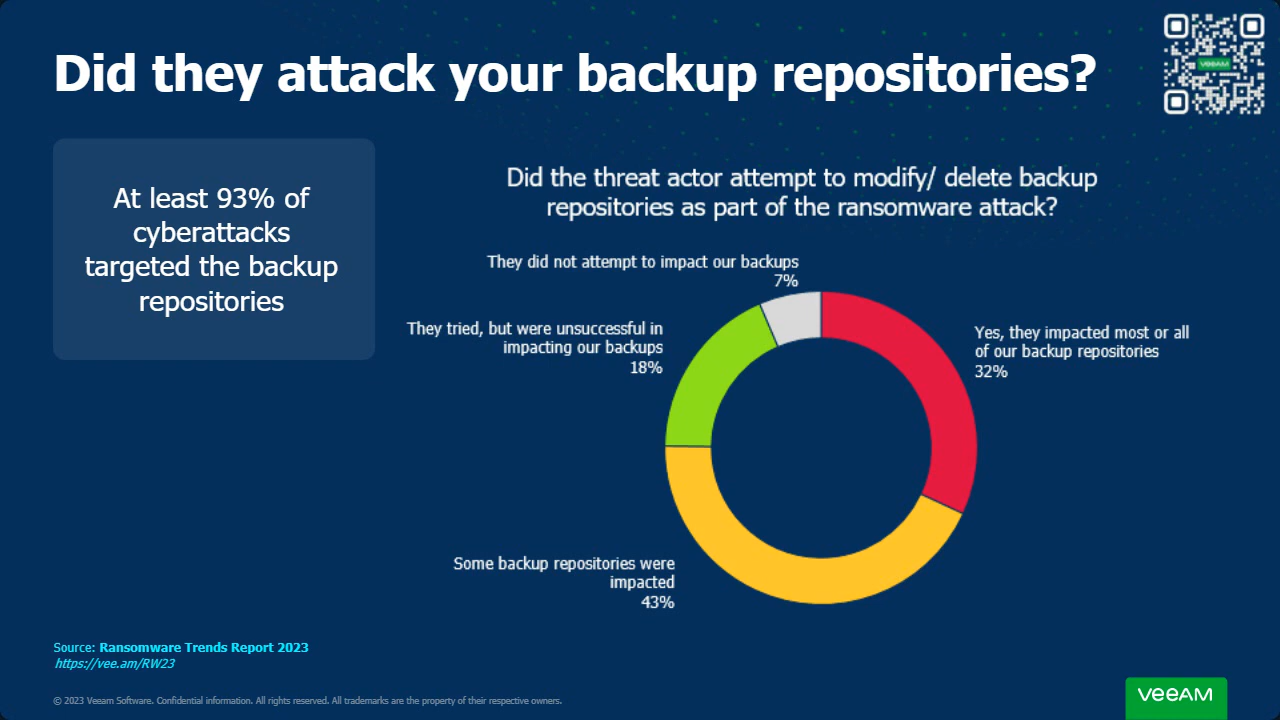 Did they attack your backup repositories?
VEEAM
At least 93% of
cyberattacks
targeted the backup
repositories
Did the threat actor attempt to modify/ delete backup
repositories as part of the ransomware attack?
They did not attempt to impact our backups
7%
They tried, but were unsuccessful in
impacting our backups
18%
Yes, they impacted most or all
of our backup repositories
32%
Some backup repositories were
impacted
43%
Source: Ransomware Trends Report 2023
https://vee.am/RW23
© 2023 Veeam Software. Confidential information. All rights reserved. All trademarks are the property of their respective owners.
veeAM